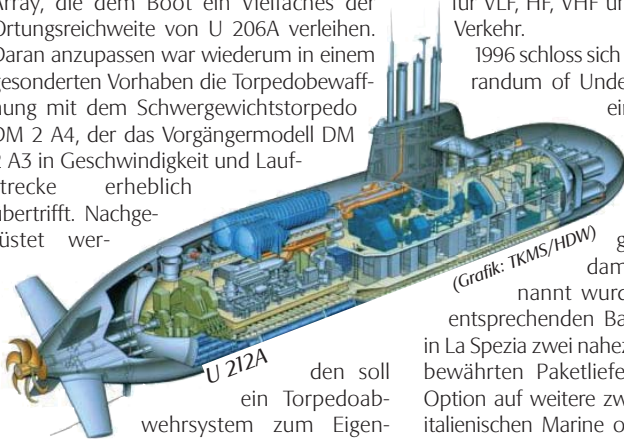 Array, die dem Boot ein Vielfaches der
Ortungsreichweite von U 206A verleihen.
Daran anzupassen war wiederum in einem
gesonderten Vorhaben die Torpedobewaff-
nung mit dem Schwergewichtstorpedo
DM 2 A4, der das Vorgängermodell DM
2 A3 in Geschwindigkeit und Lauf-
strecke erheblich
übertrifft. Nachge-
rüstet wer-
den soll
ein Torpedoab-
wehrsystem zum Eigen-
U 212A
(Grafik: TKMS/HDW)
für VLF, HF, VHF un
Verkehr.
1996 schloss sich
randum of Unde
ein
g
dam
nannt wurd
entsprechenden Ba
in La Spezia zwei nahez
bewährten Paketliefe
Option auf weitere zw
italienischen Marine o